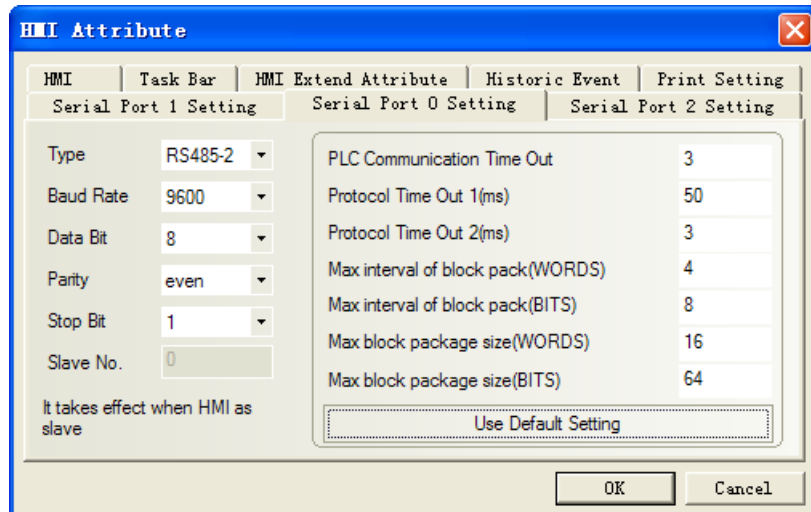 HMI Attribute
HMI Task Bar HMI Extend Attribute Historic Event Print Setting
Serial Port 1 Setting Serial Port 0 Setting Serial Port 2 Setting
Type RS485-2
Baud Rate 9600
Data Bit 8
Parity even
Stop Bit 1
Slave No. 0
It takes effect when HMI as
slave
PLC Communication Time Out 3
Protocol Time Out 1(ms) 50
Protocol Time Out 2(ms) 3
Max interval of block pack(WORDS) 4
Max interval of block pack(BITS) 8
Max block package size(WORDS) 16
Max block package size(BITS) 64
Use Default Setting
OK Cancel